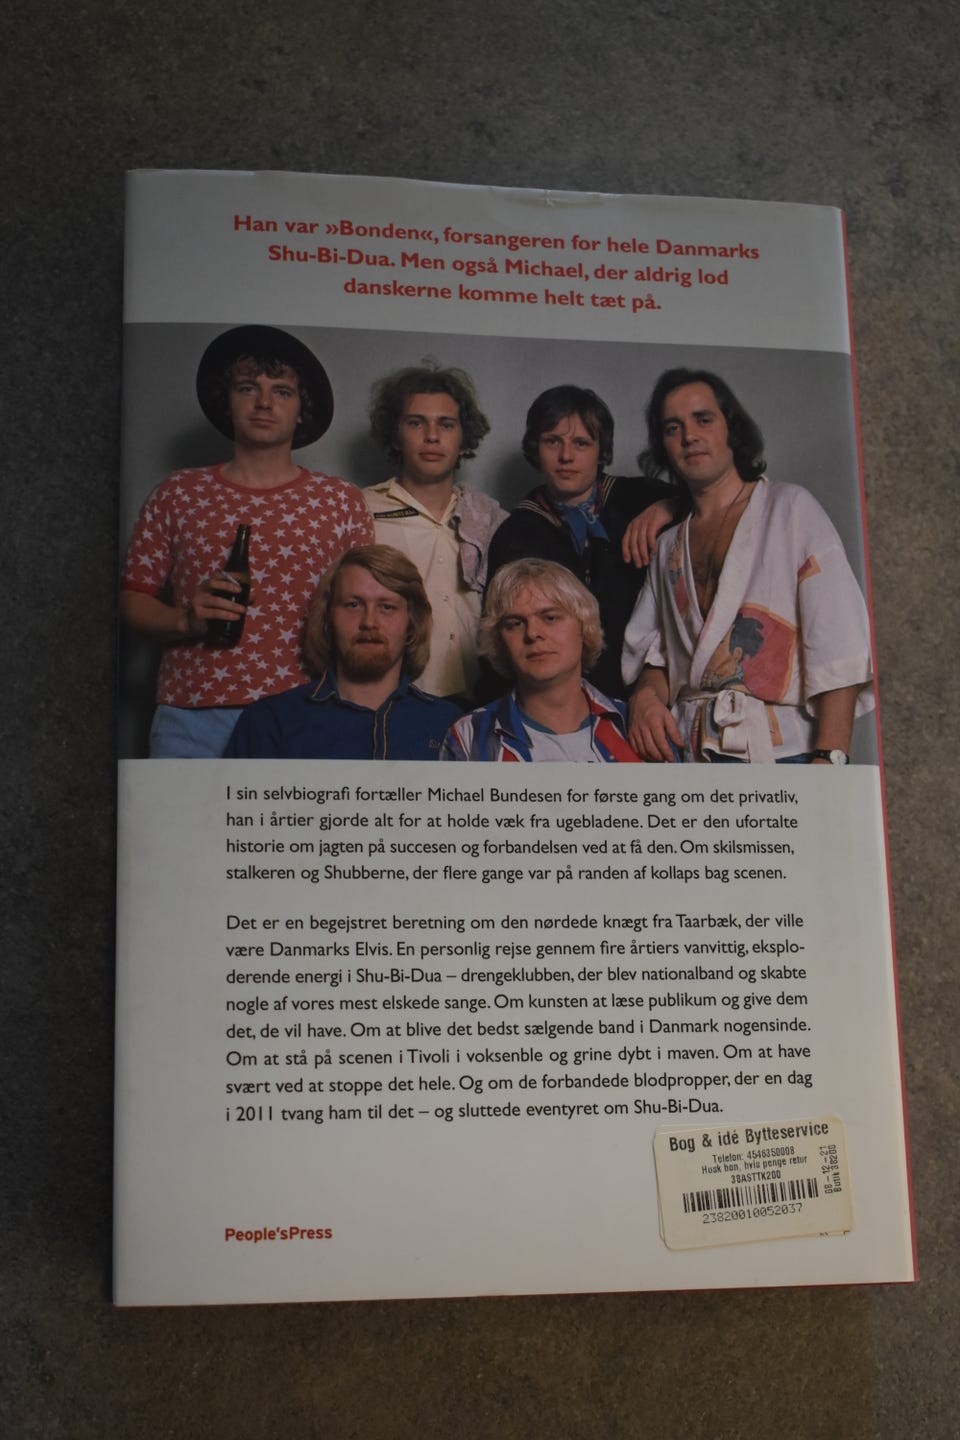 Han var »Bonden«, forsangeren for hele Danmarks
Shu-Bi-Dua. Men også Michael, der aldrig lod
danskerne komme helt tæt på.
I sin selvbiografi fortæller Michael Bundesen for første gang om det privatliv,
han i årtier gjorde alt for at holde væk fra ugebladene. Det er den ufortalte
historie om jagten på succesen og forbandelsen ved at få den. Om skilsmissen,
stalkeren og Shubberne, der flere gange var på randen af kollaps bag scenen.
Det er en begejstret beretning om den nørdede knægt fra Taarbæk, der ville
være Danmarks Elvis. En personlig rejse gennem fire årtiers vanvittig, eksplo-
derende energi i Shu-Bi-Dua – drengeklubben, der blev nationalband og skabte
nogle af vores mest elskede sange. Om kunsten at læse publikum og give dem
det, de vil have. Om at blive det bedst sælgende band i Danmark nogensinde.
Om at stå på scenen i Tivoli i voksenble og grine dybt i maven. Om at have
svært ved at stoppe det hele. Og om de forbandede blodpropper, der en dag
i 2011 tvang ham til det – og sluttede eventyret om Shu-Bi-Dua.
Bog & idé Bytteservice
Telefon: 4546350008
Husk bon, hvis penge retur
38ASTTK200
23820010052037
08-12-21
Butik 38200
People'sPress